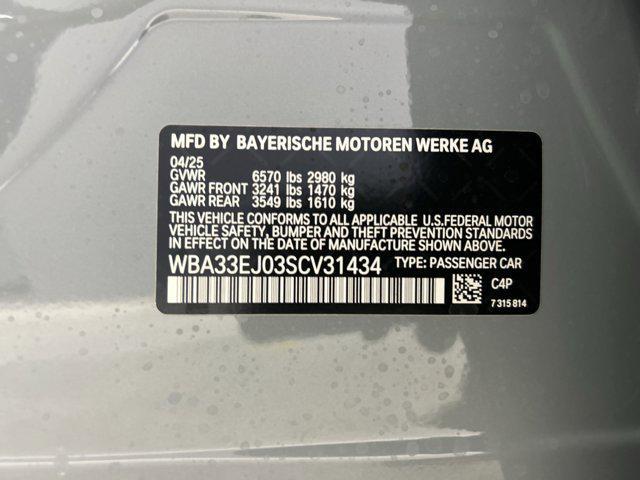 MFD BY BAYERISCHE MOTOREN WERKE AG
04/25
GVWR 6570 lbs 2980 kg
GAWR FRONT 3241 lbs 1470 kg
GAWR REAR 3549 lbs 1610 kg
THIS VEHICLE CONFORMS TO ALL APPLICABLE U.S.FEDERAL MOTOR
VEHICLE SAFETY, BUMPER AND THEFT PREVENTION STANDARDS IN
EFFECT ON THE DATE OF MANUFACTURE SHOWN ABOVE.
WBA33EJ03SCV31434 TYPE: PASSENGER CAR
C4P
7 315 814